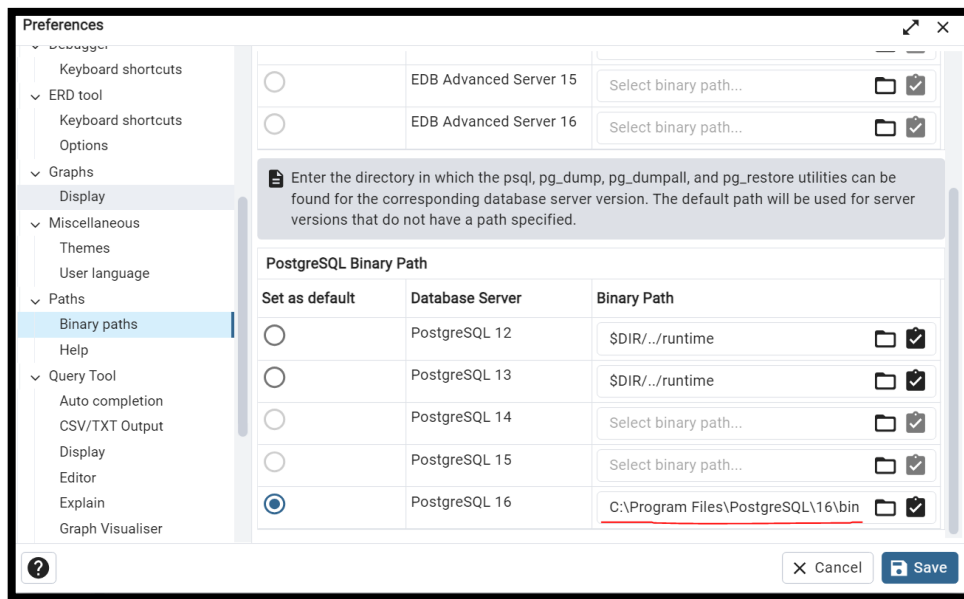 Preferences
Debugger
Keyboard shortcuts
ERD tool
Keyboard shortcuts
Options
Graphs
Display
Miscellaneous
Themes
User language
Paths
Binary paths
Help
Query Tool
Auto completion
CSV/TXT Output
Display
Editor
Explain
Graph Visualiser
EDB Advanced Server 15 Select binary path...
EDB Advanced Server 16 Select binary path...
Enter the directory in which the psql, pg_dump, pg_dumpall, and pg_restore utilities can be
found for the corresponding database server version. The default path will be used for server
versions that do not have a path specified.
PostgreSQL Binary Path
Set as default Database Server Binary Path
PostgreSQL 12 $DIR/../runtime
PostgreSQL 13 $DIR/../runtime
PostgreSQL 14 Select binary path...
PostgreSQL 15 Select binary path...
PostgreSQL 16 C:\Program Files\PostgreSQL\16\bin
? Cancel Save